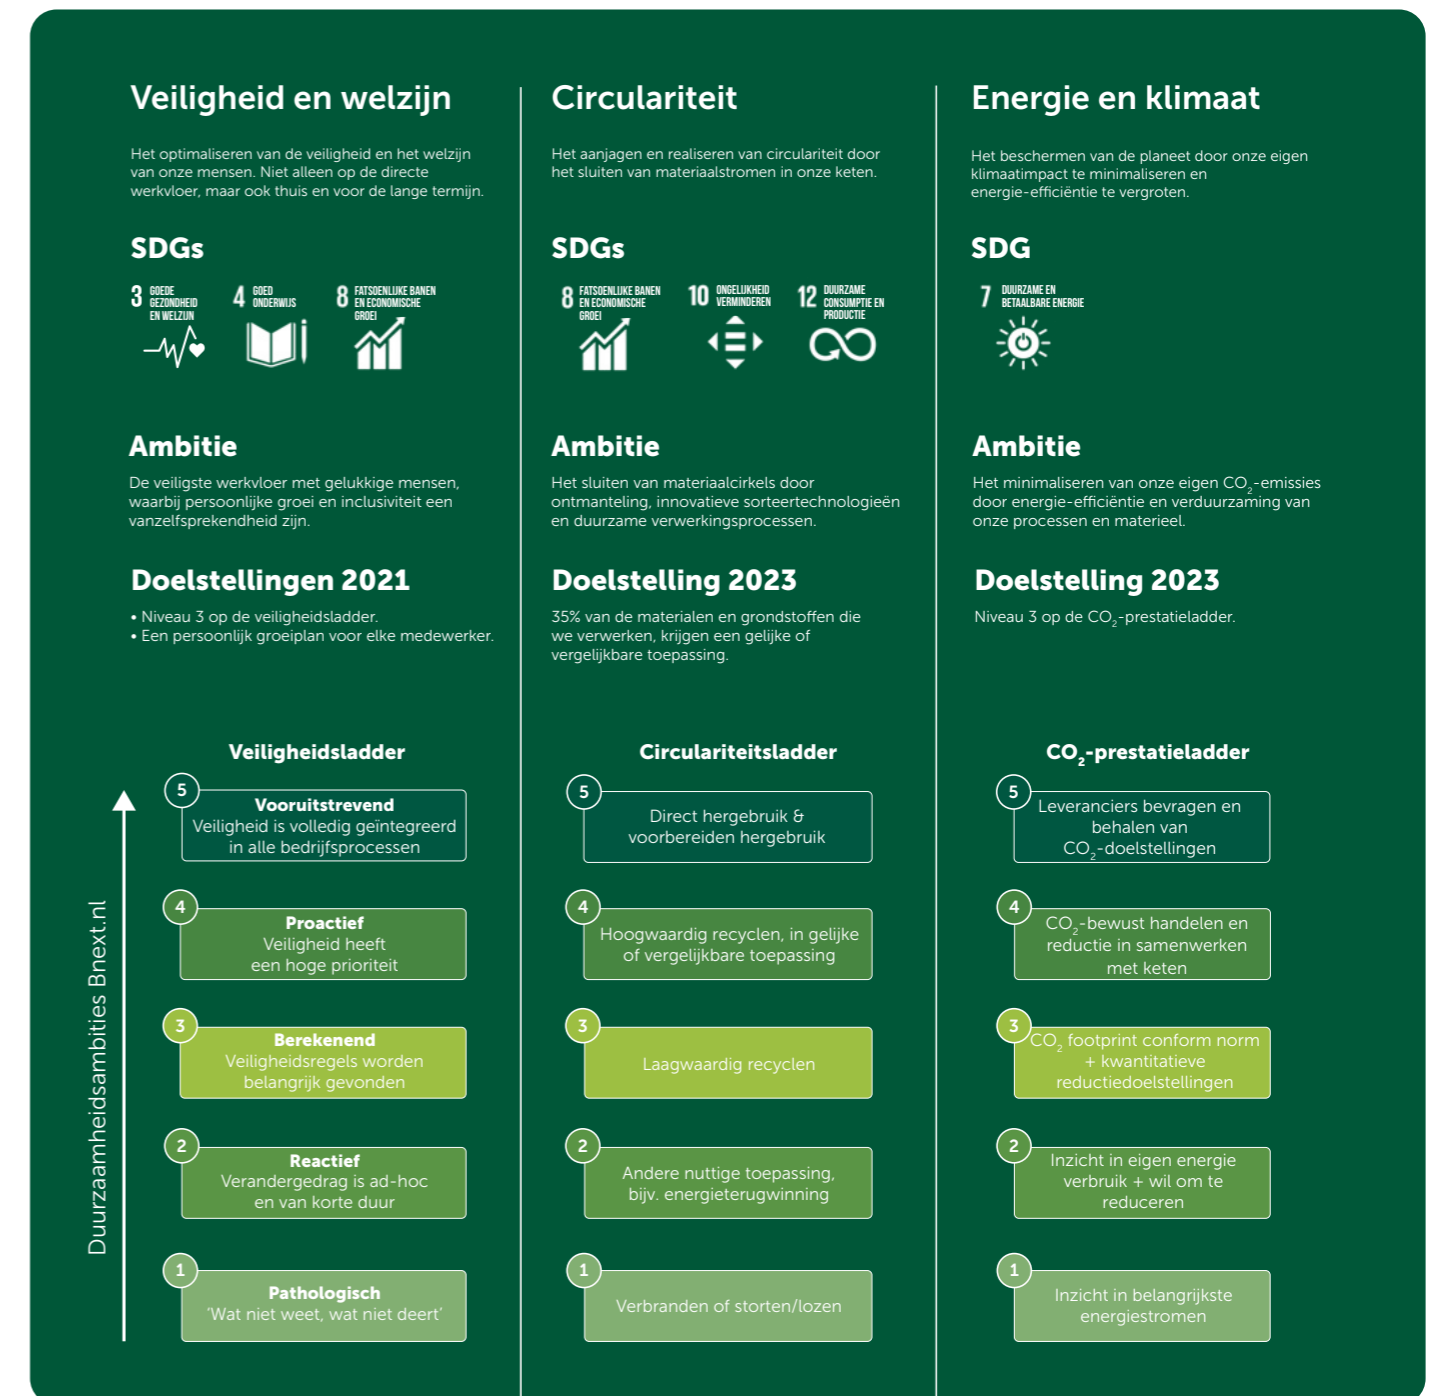 Veiligheid en welzijn
Het optimaliseren van de veiligheid en het welzijn
van onze mensen. Niet alleen op de directe
werkvloer, maar ook thuis en voor de lange termijn.
SDGs
3 GOEDE
GEZONDHEID
EN WELZIJN
4 GOED
ONDERWIJS
8 FATSOENLIJKE BANEN
EN ECONOMISCHE
GROEI
Ambitie
De veiligste werkvloer met gelukkige mensen,
waarbij persoonlijke groei en inclusiviteit een
vanzelfsprekendheid zijn.
Doelstellingen 2021
• Niveau 3 op de veiligheidsladder.
• Een persoonlijk groeiplan voor elke medewerker.
Circulariteit
Het aanjagen en realiseren van circulariteit door
het sluiten van materiaalstromen in onze keten.
SDGs
8 FATSOENLIJKE BANEN
EN ECONOMISCHE
GROEI
10 ONGELIJKHEID
VERMINDEREN
12 DUURZAME
CONSUMPTIE EN
PRODUCTIE
Ambitie
Het sluiten van materiaalcirkels door
ontmanteling, innovatieve sorteertechnologieën
en duurzame verwerkingsprocessen.
Doelstelling 2023
35% van de materialen en grondstoffen die
we verwerken, krijgen een gelijke of
vergelijkbare toepassing.
Energie en klimaat
Het beschermen van de planeet door onze eigen
klimaatimpact te minimaliseren en
energie-efficiëntie te vergroten.
SDG
7 DUURZAME EN
BETAALBARE ENERGIE
Ambitie
Het minimaliseren van onze eigen CO₂-emissies
door energie-efficiëntie en verduurzaming van
onze processen en materieel.
Doelstelling 2023
Niveau 3 op de CO₂-prestatieladder.
Duurzaamheidsambities Bnext.nl
Veiligheidsladder
5
Vooruitstrevend
Veiligheid is volledig geïntegreerd
in alle bedrijfsprocessen
4
Proactief
Veiligheid heeft
een hoge prioriteit
3
Berekenend
Veiligheidsregels worden
belangrijk gevonden
2
Reactief
Verandergedrag is ad-hoc
en van korte duur
1
Pathologisch
'Wat niet weet, wat niet deert'
Circulariteitsladder
5
Direct hergebruik &
voorbereiden hergebruik
4
Hoogwaardig recyclen, in gelijke
of vergelijkbare toepassing
3
Laagwaardig recyclen
2
Andere nuttige toepassing,
bijv. energieterugwinning
1
Verbranden of storten/lozen
CO₂-prestatieladder
5
Leveranciers bevragen en
behalen van
CO₂-doelstellingen
4
CO₂-bewust handelen en
reductie in samenwerken
met keten
3
CO₂ footprint conform norm
+ kwantitatieve
reductiedoelstellingen
2
Inzicht in eigen energie
verbruik + wil om te
reduceren
1
Inzicht in belangrijkste
energiestromen